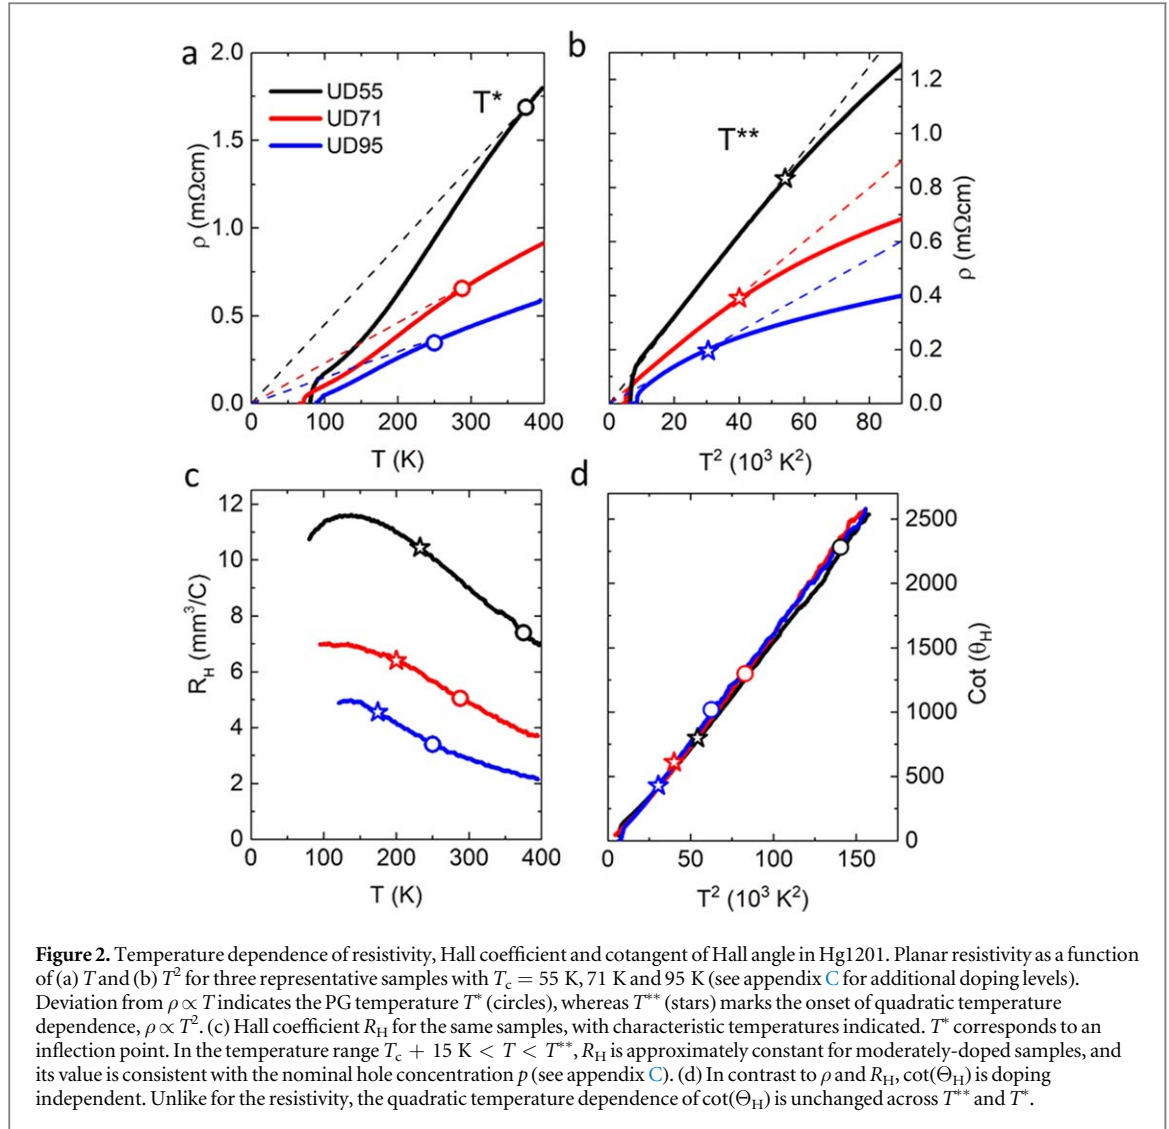 a
2.0
1.5
1.0
0.5
0.0
ρ (mΩcm)
UD55
UD71
UD95
T*
0 100 200 300 400
T (K)
b
T**
1.2
1.0
0.8
0.6
0.4
0.2
0.0
ρ (mΩcm)
0 20 40 60 80
T² (10³ K²)
c
12
10
8
6
4
2
0
R_H (mm³/C)
0 100 200 300 400
T (K)
d
2500
2000
1500
1000
500
0
Cot (θ_H)
0 50 100 150
T² (10³ K²)
Figure 2. Temperature dependence of resistivity, Hall coefficient and cotangent of Hall angle in Hg1201. Planar resistivity as a function
of (a) T and (b) T² for three representative samples with T_c = 55 K, 71 K and 95 K (see appendix C for additional doping levels).
Deviation from ρ ∝ T indicates the PG temperature T* (circles), whereas T** (stars) marks the onset of quadratic temperature
dependence, ρ ∝ T². (c) Hall coefficient R_H for the same samples, with characteristic temperatures indicated. T* corresponds to an
inflection point. In the temperature range T_c + 15 K < T < T**, R_H is approximately constant for moderately-doped samples, and
its value is consistent with the nominal hole concentration p (see appendix C). (d) In contrast to ρ and R_H, cot(Θ_H) is doping
independent. Unlike for the resistivity, the quadratic temperature dependence of cot(Θ_H) is unchanged across T** and T*.